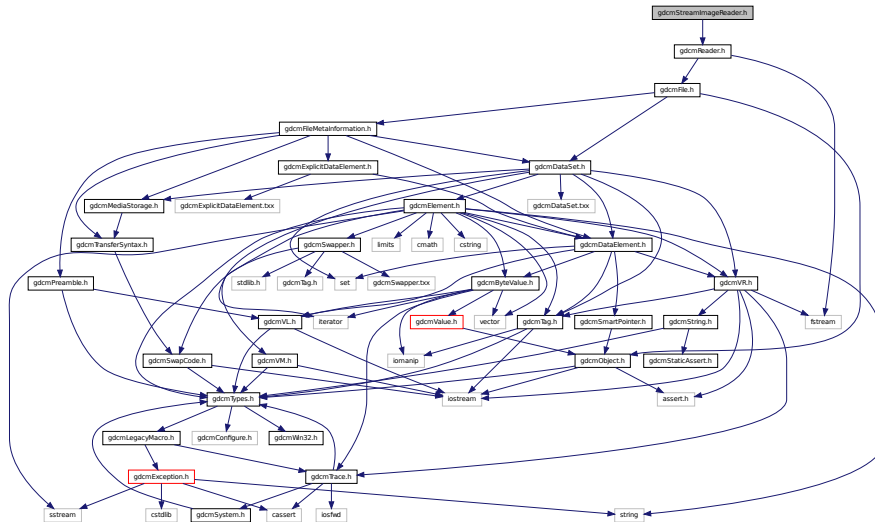 gdcmStreamImageReader.h
gdcmReader.h
gdcmFile.h
gdcmFileMetaInformation.h
gdcmExplicitDataElement.h
gdcmDataSet.h
gdcmMediaStorage.h
gdcmExplicitDataElement.txx
gdcmElement.h
gdcmDataSet.txx
gdcmTransferSyntax.h
gdcmSwapper.h
limits
cmath
cstring
gdcmDataElement.h
gdcmPreamble.h
stdlib.h
gdcmTag.h
set
gdcmSwapper.txx
gdcmByteValue.h
gdcmVR.h
gdcmVL.h
iterator
gdcmValue.h
vector
gdcmTag.h
gdcmSmartPointer.h
gdcmString.h
fstream
gdcmSwapCode.h
gdcmVM.h
iomanip
gdcmObject.h
gdcmStaticAssert.h
gdcmTypes.h
iostream
assert.h
gdcmLegacyMacro.h
gdcmConfigure.h
gdcmWin32.h
gdcmException.h
gdcmTrace.h
sstream
cstdlib
gdcmSystem.h
cassert
iosfwd
string